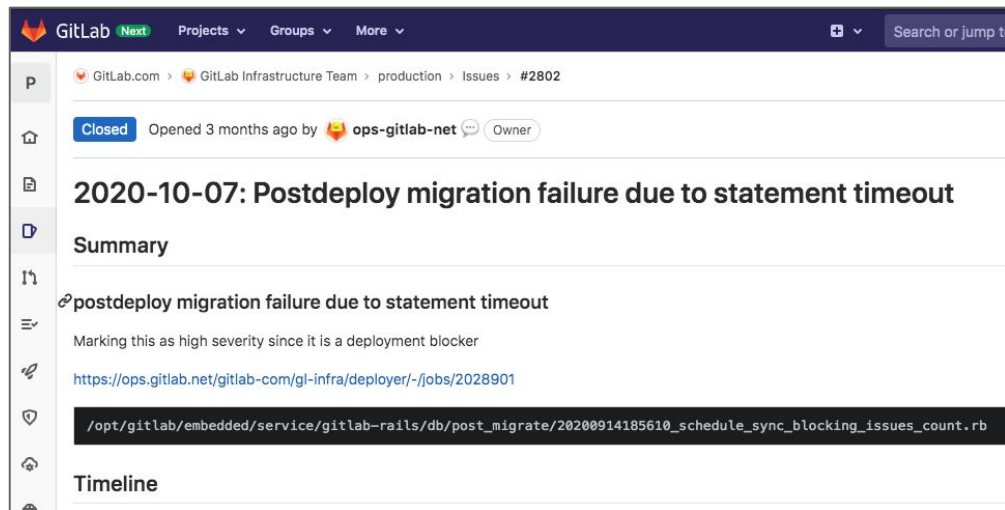 GitLab Next Projects Groups More Search or jump t
P GitLab.com > GitLab Infrastructure Team > production > Issues > #2802
Closed Opened 3 months ago by ops-gitlab-net Owner
2020-10-07: Postdeploy migration failure due to statement timeout
Summary
postdeploy migration failure due to statement timeout
Marking this as high severity since it is a deployment blocker
https://ops.gitlab.net/gitlab-com/gl-infra/deployer/-/jobs/2028901
/opt/gitlab/embedded/service/gitlab-rails/db/post_migrate/20200914185610_schedule_sync_blocking_issues_count.rb
Timeline